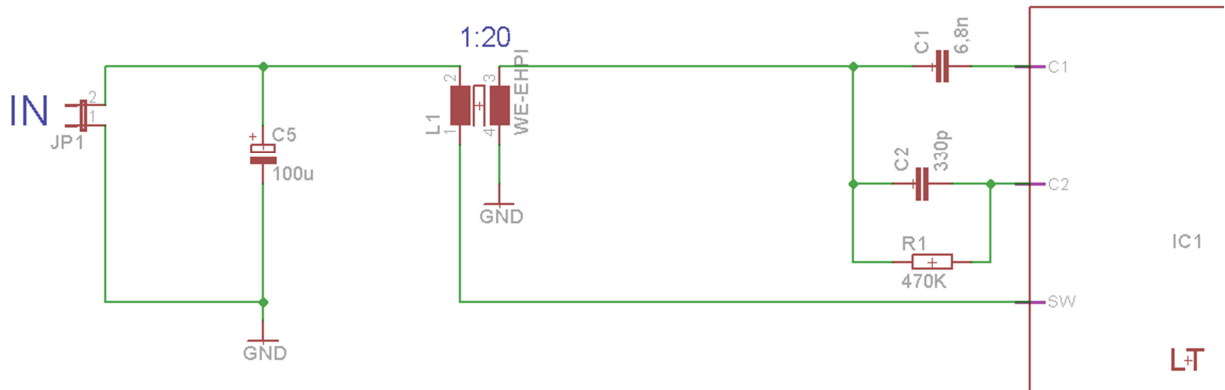 1:20
C1
6,8n
C1
2
3
WE-EHPI
IN
2
1
JP1
+
C5
100u
L1
1
4
C2
330p
C2
GND
R1
470K
IC1
SW
GND
LT